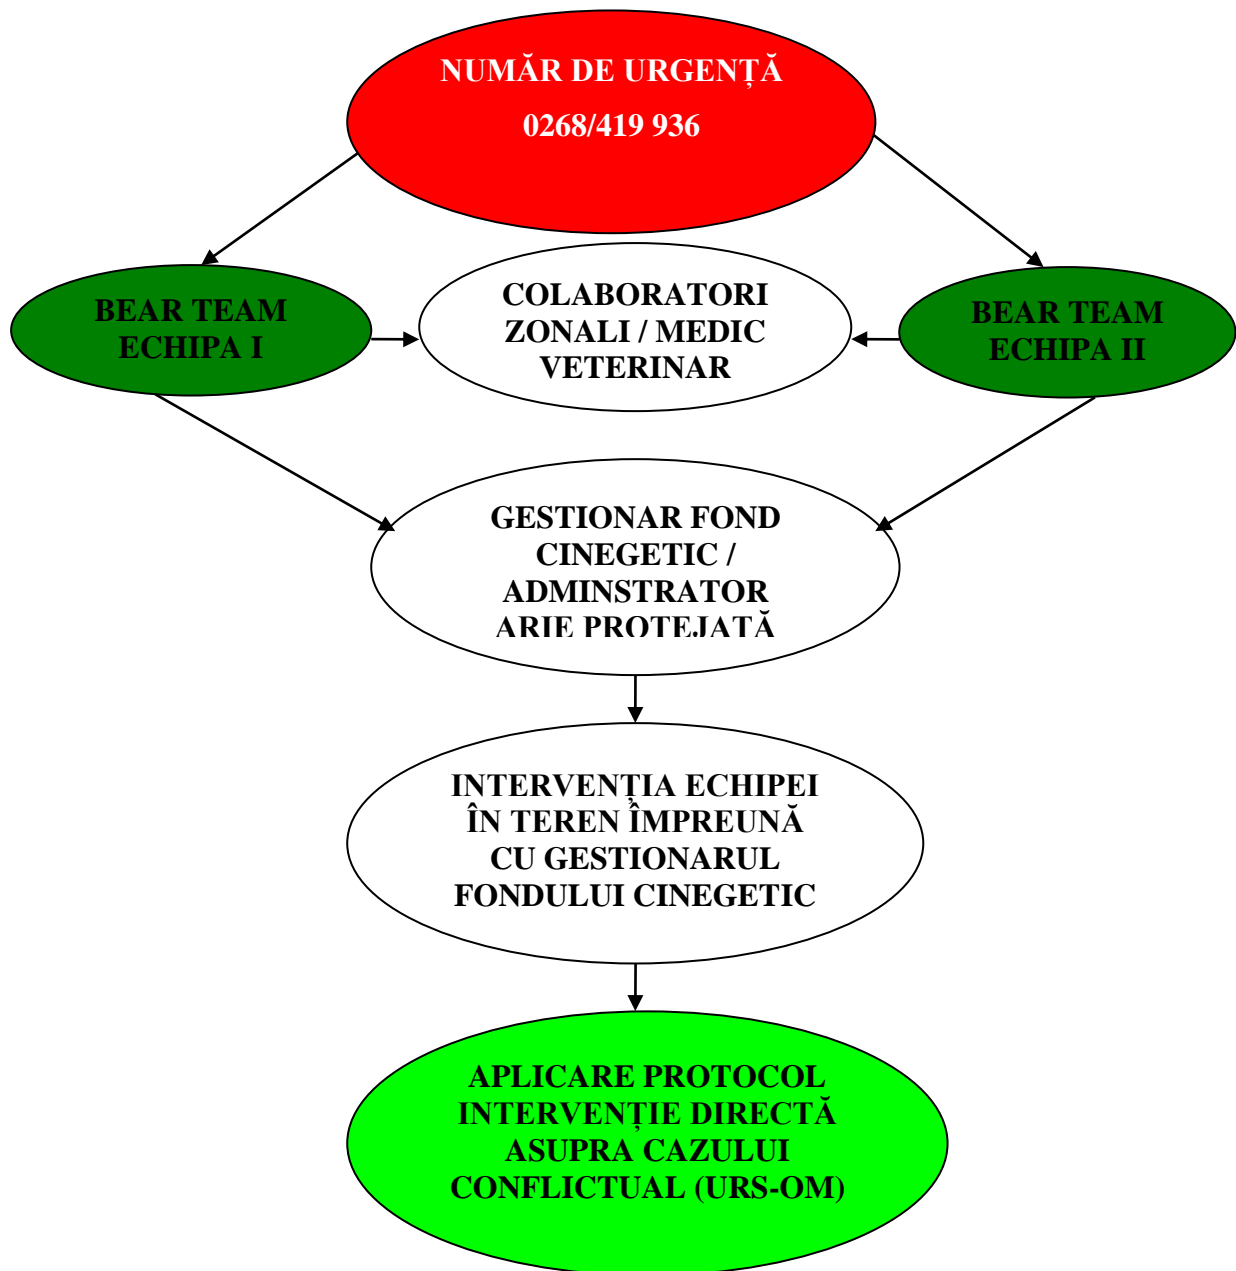 NUMĂR DE URGENȚĂ
0268/419 936
BEAR TEAM
ECHIPA I
COLABORATORI
ZONALI / MEDIC
VETERINAR
BEAR TEAM
ECHIPA II
GESTIONAR FOND
CINEGETIC /
ADMINSTRATOR
ARIE PROTEJATĂ
INTERVENȚIA ECHIPEI
ÎN TEREN ÎMPREUNĂ
CU GESTIONARUL
FONDULUI CINEGETIC
APLICARE PROTOCOL
INTERVENȚIE DIRECTĂ
ASUPRA CAZULUI
CONFLICTUAL (URS-OM)